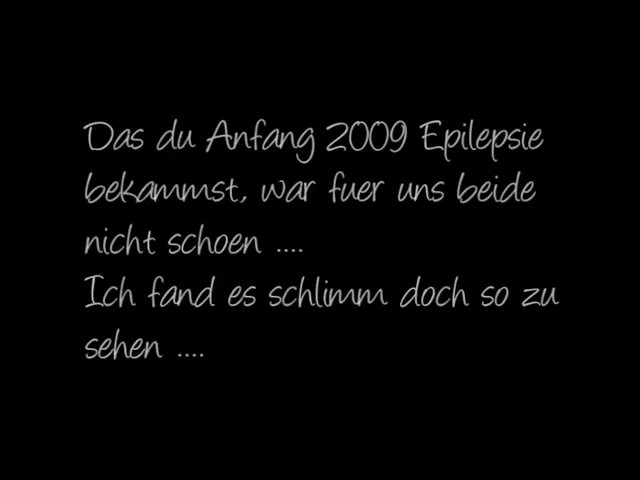 Das du Anfang 2009 Epilepsie
bekammst, war fuer uns beide
nicht schoen ....
Ich fand es schlimm doch so zu
sehen ....